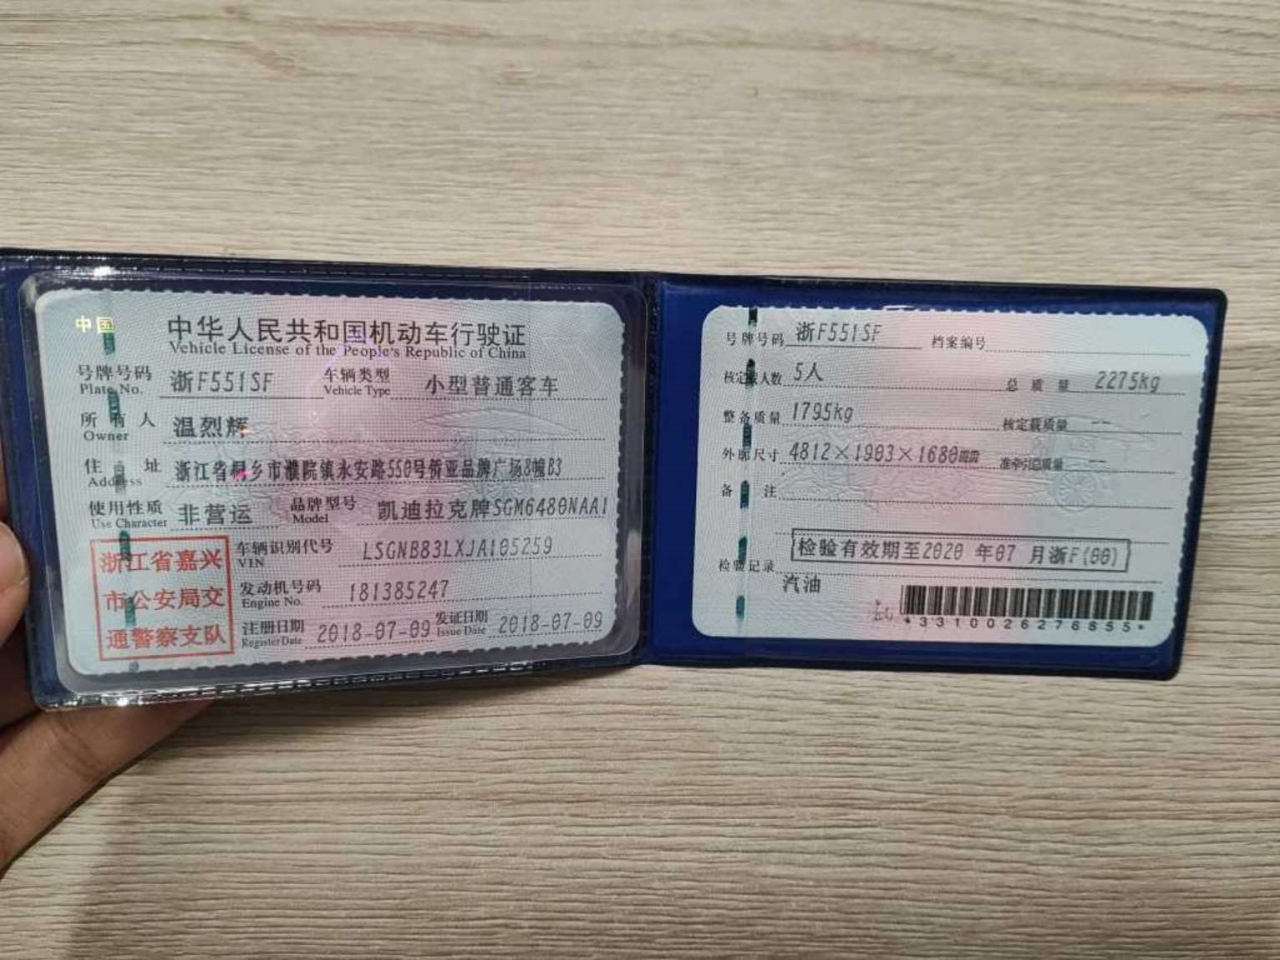 中国
中华人民共和国机动车行驶证
Vehicle License of the People's Republic of China
号牌号码 浙F551SF 车辆类型 小型普通客车
Plate No. Vehicle Type
所有人 温烈辉
Owner
住址 浙江省桐乡市濮院镇永安路550号侨亚品牌广场8幢B3
Address
使用性质 非营运 品牌型号 凯迪拉克牌SGM6480NAA1
Use Character Model
浙江省嘉兴
市公安局交
通警察支队
车辆识别代号 LSGNB83LXJA105259
VIN
发动机号码 181385247
Engine No.
注册日期 2018-07-09 发证日期 2018-07-09
Register Date Issue Date
号牌号码 浙F551SF 档案编号
核定载人数 5人 总质量 2275kg
整备质量 1795kg 核定载质量 --
外廓尺寸 4812×1903×1680mm 准牵引总质量 --
备注
检验有效期至2020 年07 月浙F(00)
检验记录
汽油
*3310026276855*